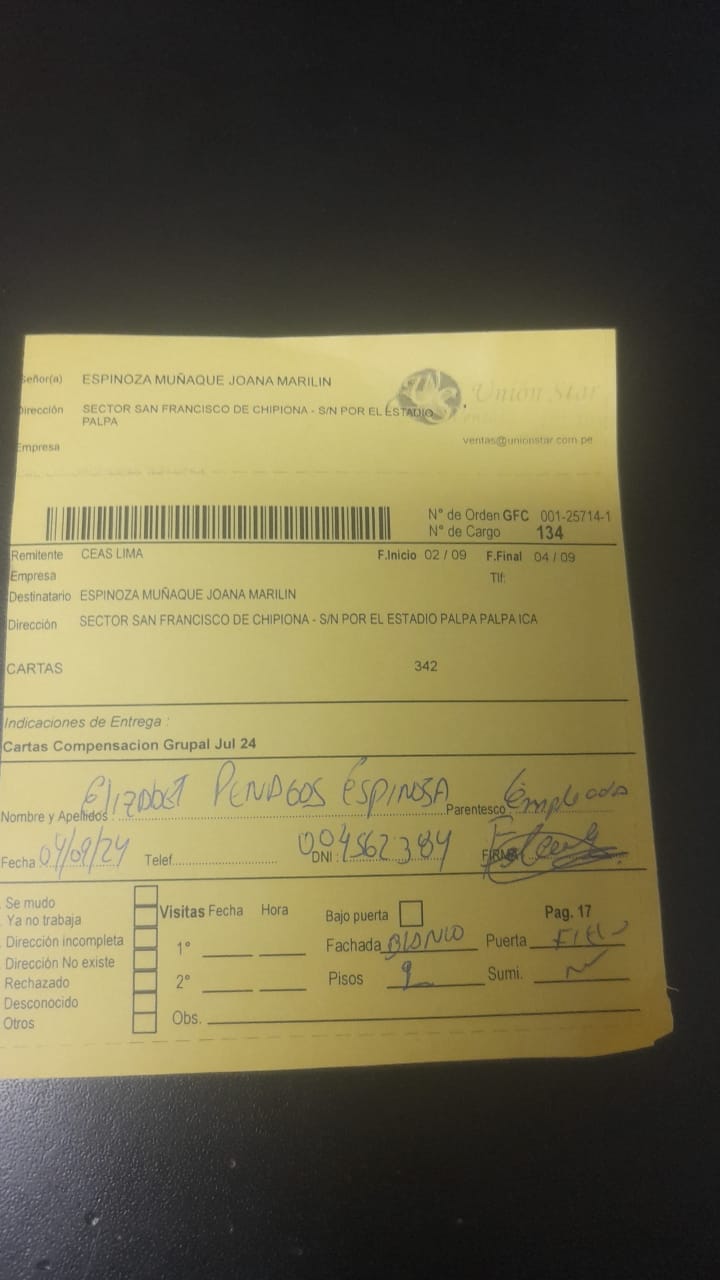 Señor(a) ESPINOZA MUÑAQUE JOANA MARILIN
Dirección SECTOR SAN FRANCISCO DE CHIPIONA - S/N POR EL ESTADIO
PALPA
Union Star
Empresa
ventas@unionstar.com.pe
N° de Orden GFC 001-25714-1
N° de Cargo 134
Remitente CEAS LIMA F.Inicio 02 / 09 F.Final 04 / 09
Empresa Tlf:
Destinatario ESPINOZA MUÑAQUE JOANA MARILIN
Dirección SECTOR SAN FRANCISCO DE CHIPIONA - S/N POR EL ESTADIO PALPA PALPA ICA
CARTAS 342
Indicaciones de Entrega :
Cartas Compensacion Grupal Jul 24
Nombre y Apellidos : Elizabet PENAGOS ESPINOSA Parentesco Empleada
Fecha 04/09/24 Telef. DNI : 004562384 FIRMA
Se mudo
Ya no trabaja
Dirección incompleta
Dirección No existe
Rechazado
Desconocido
Otros
Visitas Fecha Hora
1°
2°
Obs.
Bajo puerta Pag. 17
Fachada BLANCO Puerta
Pisos Sumi.